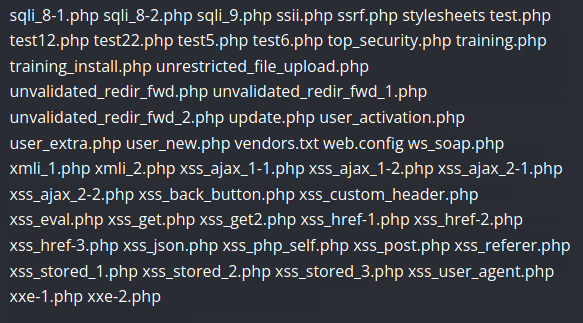 sqli_8-1.php sqli_8-2.php sqli_9.php ssii.php ssrf.php stylesheets test.php
test12.php test22.php test5.php test6.php top_security.php training.php
training_install.php unrestricted_file_upload.php
unvalidated_redir_fwd.php unvalidated_redir_fwd_1.php
unvalidated_redir_fwd_2.php update.php user_activation.php
user_extra.php user_new.php vendors.txt web.config ws_soap.php
xmli_1.php xmli_2.php xss_ajax_1-1.php xss_ajax_1-2.php xss_ajax_2-1.php
xss_ajax_2-2.php xss_back_button.php xss_custom_header.php
xss_eval.php xss_get.php xss_get2.php xss_href-1.php xss_href-2.php
xss_href-3.php xss_json.php xss_php_self.php xss_post.php xss_referer.php
xss_stored_1.php xss_stored_2.php xss_stored_3.php xss_user_agent.php
xxe-1.php xxe-2.php